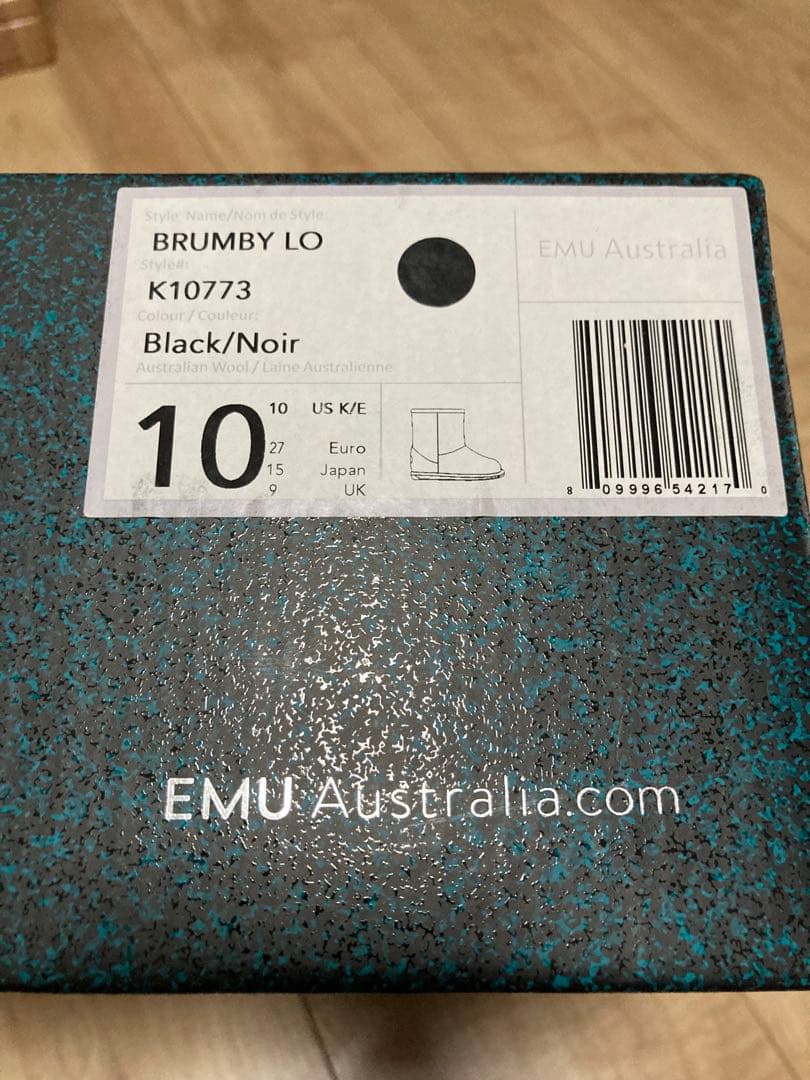 Style Name/Nom de Style:
BRUMBY LO
Style#:
K10773
Colour / Couleur:
Black/Noir
Australian Wool / Laine Australienne
EMU Australia
10
10 US K/E
27 Euro
15 Japan
9 UK
8 09996 54217 0
EMU Australia.com